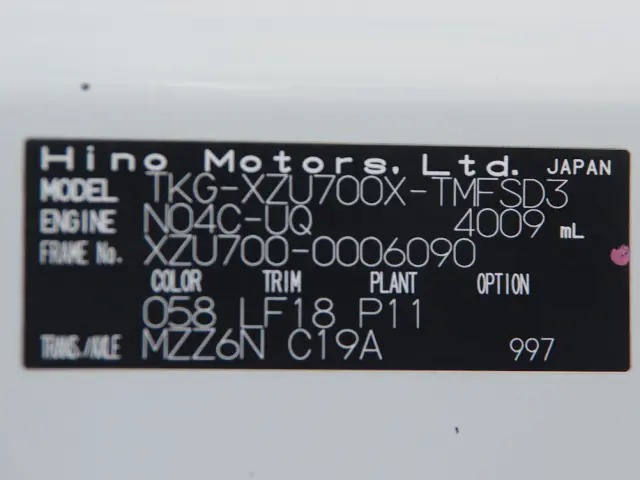 Hino Motors, Ltd. JAPAN
MODEL TKG-XZU700X-TMFSD3
ENGINE N04C-UQ 4009 mL
FRAME No. XZU700-0006090
COLOR TRIM PLANT OPTION
058 LF18 P11
TRANS/AXLE MZZ6N C19A 997